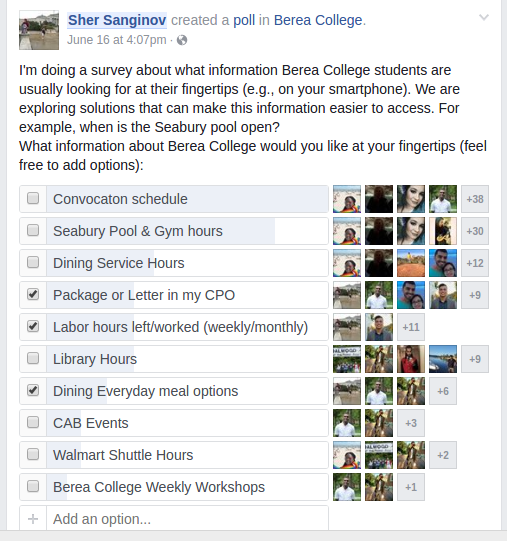 Sher Sanginov created a poll in Berea College.
June 16 at 4:07pm ·
I'm doing a survey about what information Berea College students are
usually looking for at their fingertips (e.g., on your smartphone). We are
exploring solutions that can make this information easier to access. For
example, when is the Seabury pool open?
What information about Berea College would you like at your fingertips (feel
free to add options):
Convocaton schedule +38
Seabury Pool & Gym hours +30
Dining Service Hours +12
Package or Letter in my CPO +9
Labor hours left/worked (weekly/monthly) +11
Library Hours +9
Dining Everyday meal options +6
CAB Events +3
Walmart Shuttle Hours +2
Berea College Weekly Workshops +1
Add an option...